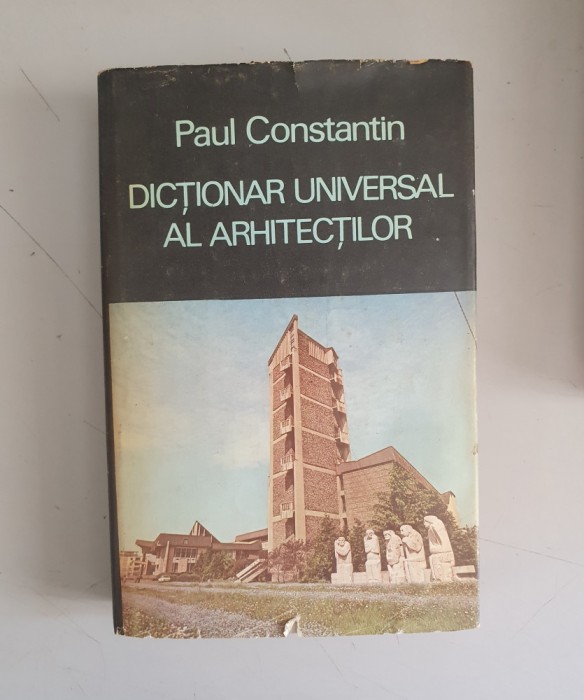 Paul Constantin
DICȚIONAR UNIVERSAL
AL ARHITECȚILOR